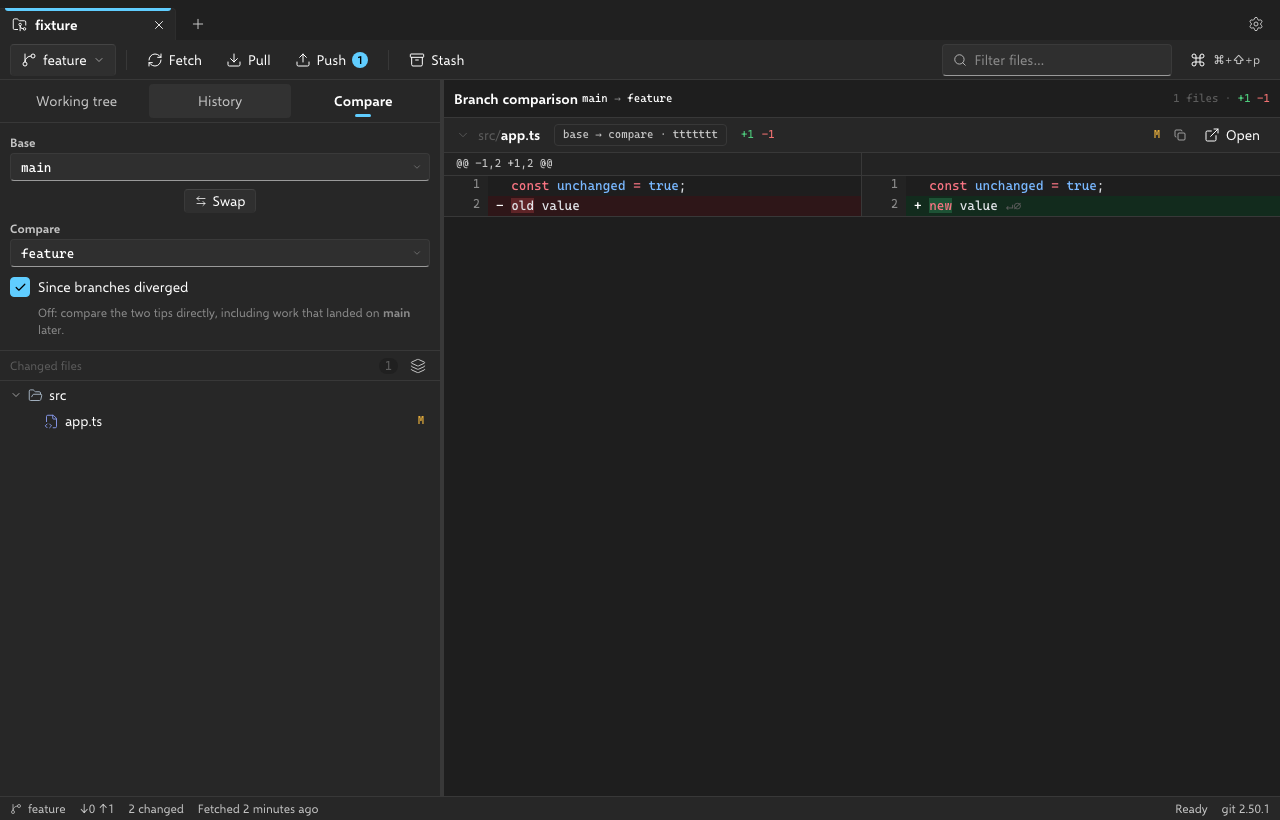 fixture
feature Fetch Pull Push 1 Stash Filter files... ⌘ ⌘+⇧+p
Working tree History Compare
Base
main
Swap
Compare
feature
Since branches diverged
Off: compare the two tips directly, including work that landed on main
later.
Changed files 1
src
app.ts M
Branch comparison main → feature 1 files · +1 −1
src/app.ts base → compare · ttttttt +1 −1 M Open
@@ −1,2 +1,2 @@
1 const unchanged = true; 1 const unchanged = true;
2 − old value 2 + new value ↵∅
feature ↓0 ↑1 2 changed Fetched 2 minutes ago Ready git 2.50.1